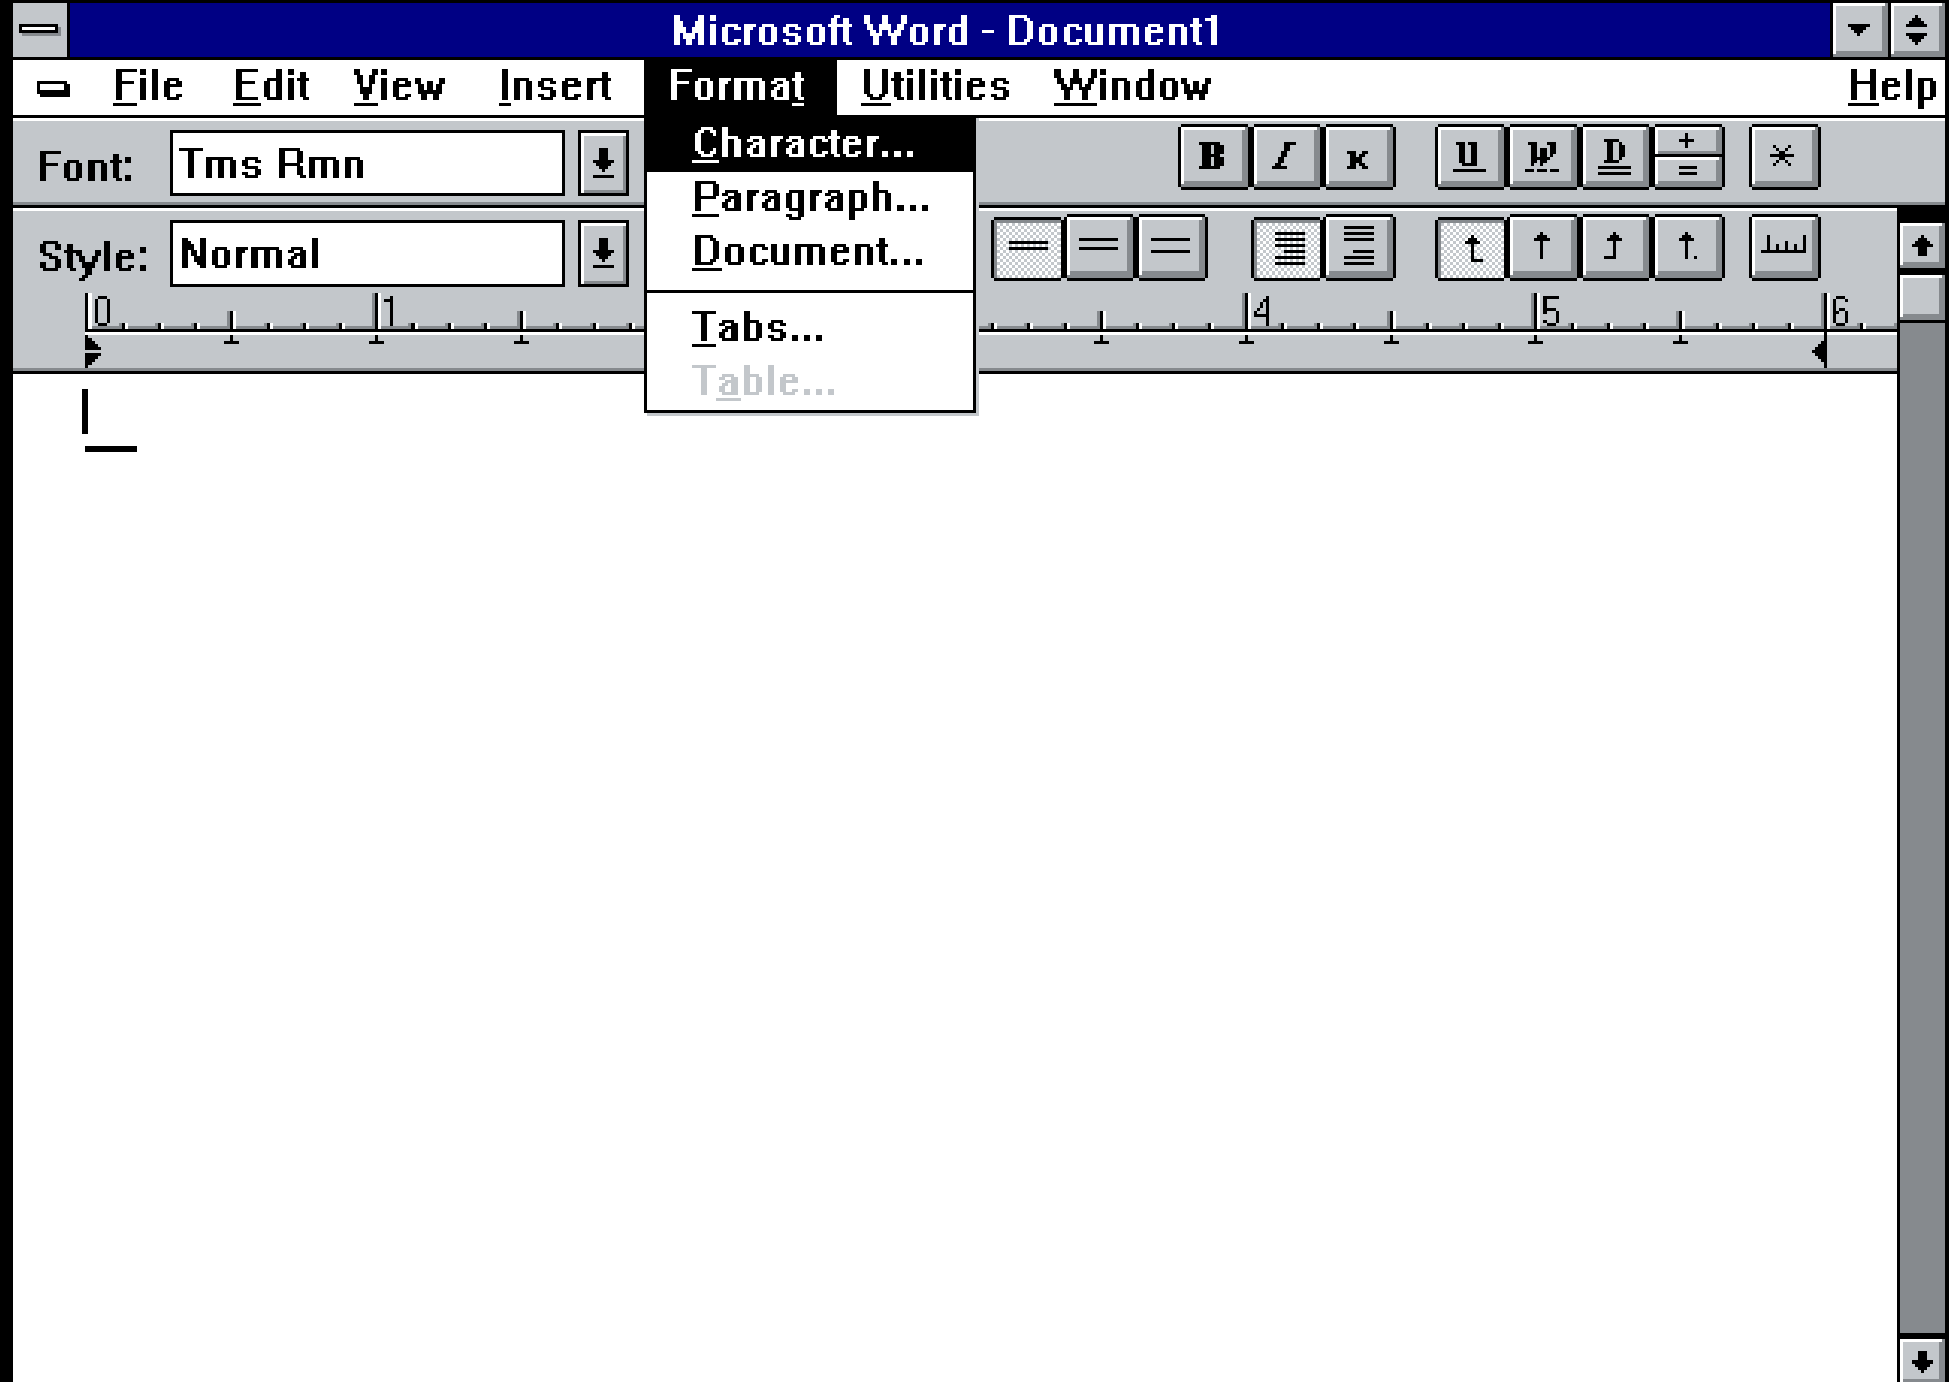 Microsoft Word - Document1
File Edit View Insert Format Utilities Window Help
Font: Tms Rmn
B I K U W D + = *
Style: Normal
0 1 4 5 6
Character...
Paragraph...
Document...
Tabs...
Table...